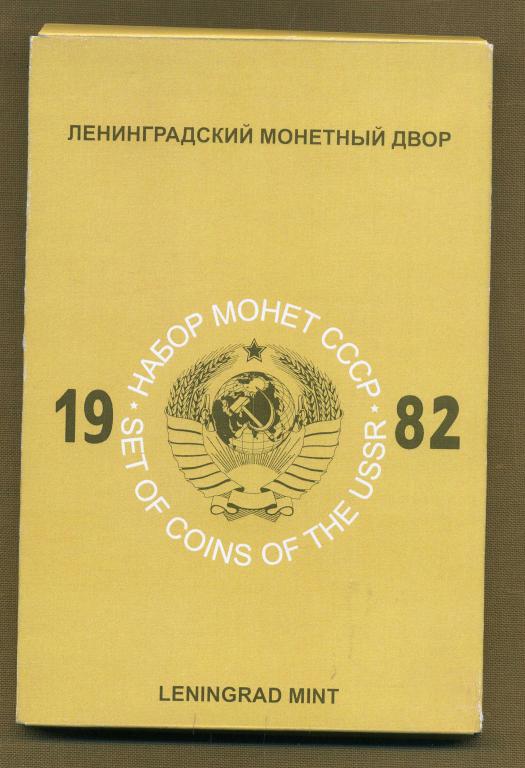 ЛЕНИНГРАДСКИЙ МОНЕТНЫЙ ДВОР
НАБОР МОНЕТ СССР
19 82
SET OF COINS OF THE USSR
LENINGRAD MINT